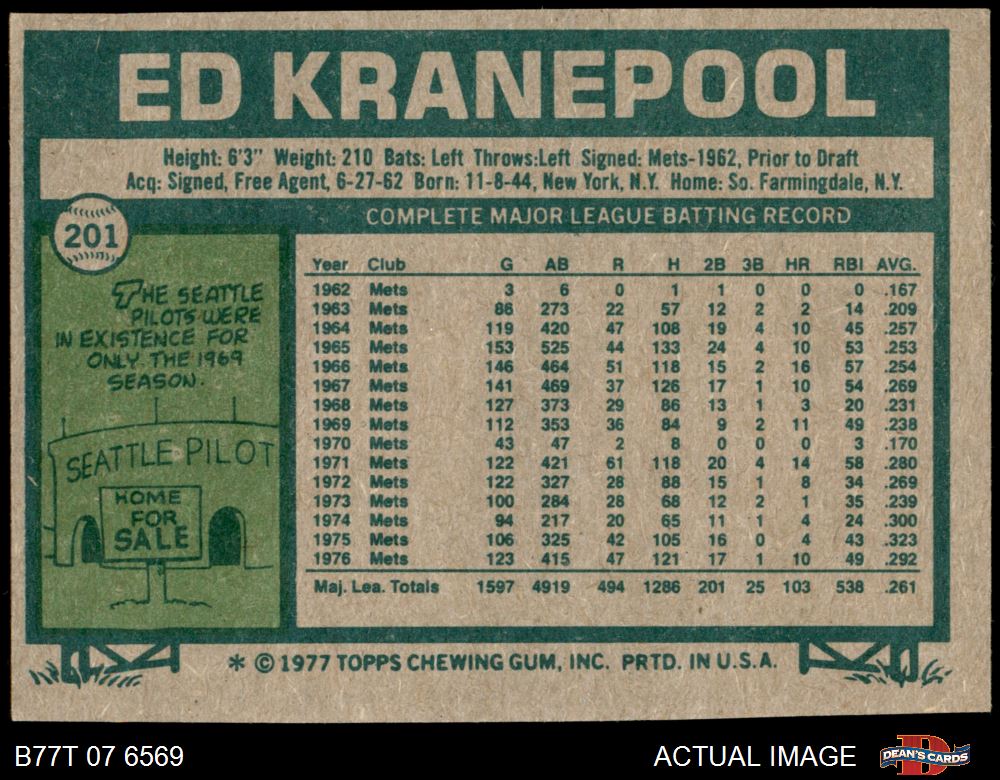 ED KRANEPOOL
Height: 6'3" Weight: 210 Bats: Left Throws:Left Signed: Mets-1962, Prior to Draft
Acq: Signed, Free Agent, 6-27-62 Born: 11-8-44, New York, N.Y. Home: So. Farmingdale, N.Y.
201
THE SEATTLE
PILOTS WERE
IN EXISTENCE FOR
ONLY THE 1969
SEASON.
SEATTLE PILOT
HOME
FOR
SALE
COMPLETE MAJOR LEAGUE BATTING RECORD
Year Club G AB R H 2B 3B HR RBI AVG.
1962 Mets 3 6 0 1 1 0 0 0 .167
1963 Mets 86 273 22 57 12 2 2 14 .209
1964 Mets 119 420 47 108 19 4 10 45 .257
1965 Mets 153 525 44 133 24 4 10 53 .253
1966 Mets 146 464 51 118 15 2 16 57 .254
1967 Mets 141 469 37 126 17 1 10 54 .269
1968 Mets 127 373 29 86 13 1 3 20 .231
1969 Mets 112 353 36 84 9 2 11 49 .238
1970 Mets 43 47 2 8 0 0 0 3 .170
1971 Mets 122 421 61 118 20 4 14 58 .280
1972 Mets 122 327 28 88 15 1 8 34 .269
1973 Mets 100 284 28 68 12 2 1 35 .239
1974 Mets 94 217 20 65 11 1 4 24 .300
1975 Mets 106 325 42 105 16 0 4 43 .323
1976 Mets 123 415 47 121 17 1 10 49 .292
Maj. Lea. Totals 1597 4919 494 1286 201 25 103 538 .261
* © 1977 TOPPS CHEWING GUM, INC. PRTD. IN U.S.A.
B77T 07 6569
ACTUAL IMAGE
DEAN'S CARDS